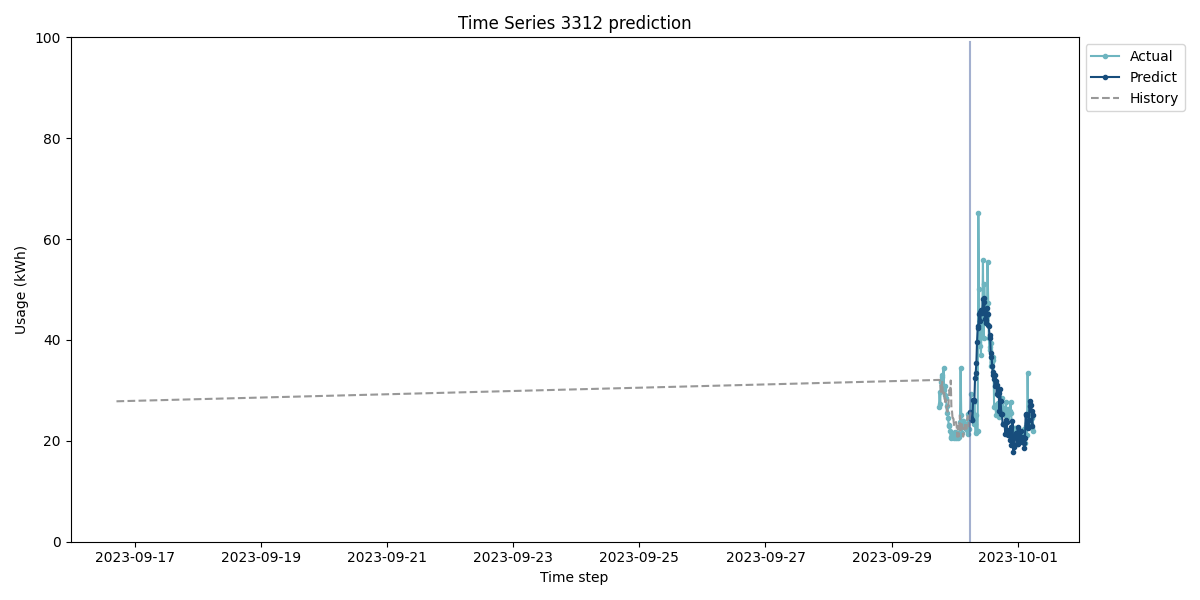 Time Series 3312 prediction
Usage (kWh)
100
80
60
40
20
0
2023-09-17
2023-09-19
2023-09-21
2023-09-23
2023-09-25
2023-09-27
2023-09-29
2023-10-01
Time step
Actual
Predict
History